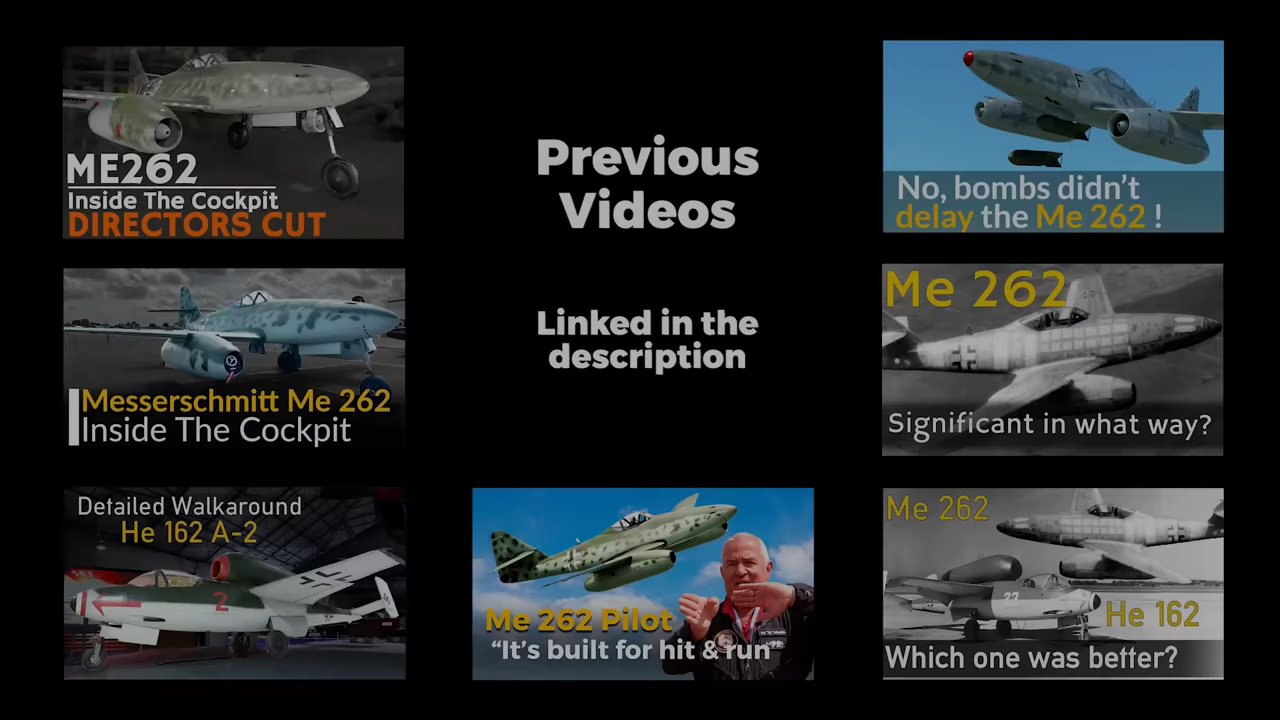 ME262
Inside The Cockpit
DIRECTORS CUT
Previous
Videos
No, bombs didn't
delay the Me 262 !
Messerschmitt Me 262
Inside The Cockpit
Linked in the
description
Me 262
Significant in what way?
Detailed Walkaround
He 162 A-2
2
Me 262 Pilot
“It's built for hit & run
Me 262
23
He 162
Which one was better?